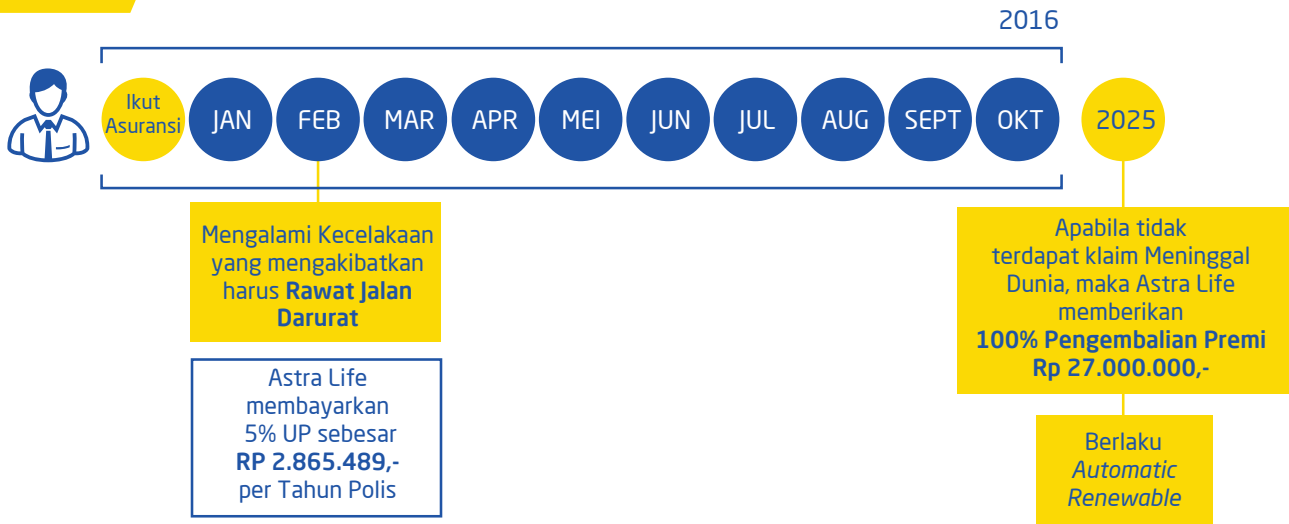 2016
Ikut
Asuransi
JAN
FEB
MAR
APR
MEI
JUN
JUL
AUG
SEPT
OKT
2025
Mengalami Kecelakaan
yang mengakibatkan
harus Rawat Jalan
Darurat
Astra Life
membayarkan
5% UP sebesar
RP 2.865.489,-
per Tahun Polis
Apabila tidak
terdapat klaim Meninggal
Dunia, maka Astra Life
memberikan
100% Pengembalian Premi
Rp 27.000.000,-
Berlaku
Automatic
Renewable